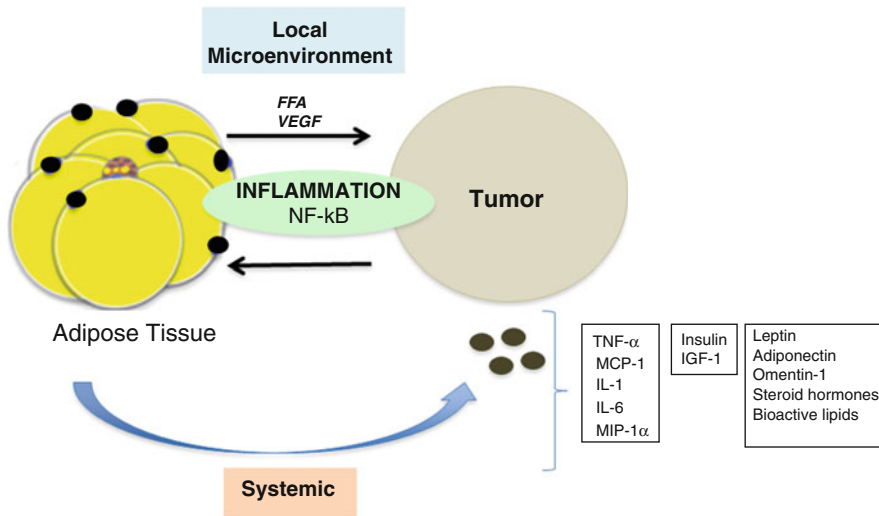 Local
Microenvironment
FFA
VEGF
INFLAMMATION
NF-kB
Tumor
Adipose Tissue
TNF-α
MCP-1
IL-1
IL-6
MIP-1α
Insulin
IGF-1
Leptin
Adiponectin
Omentin-1
Steroid hormones
Bioactive lipids
Systemic